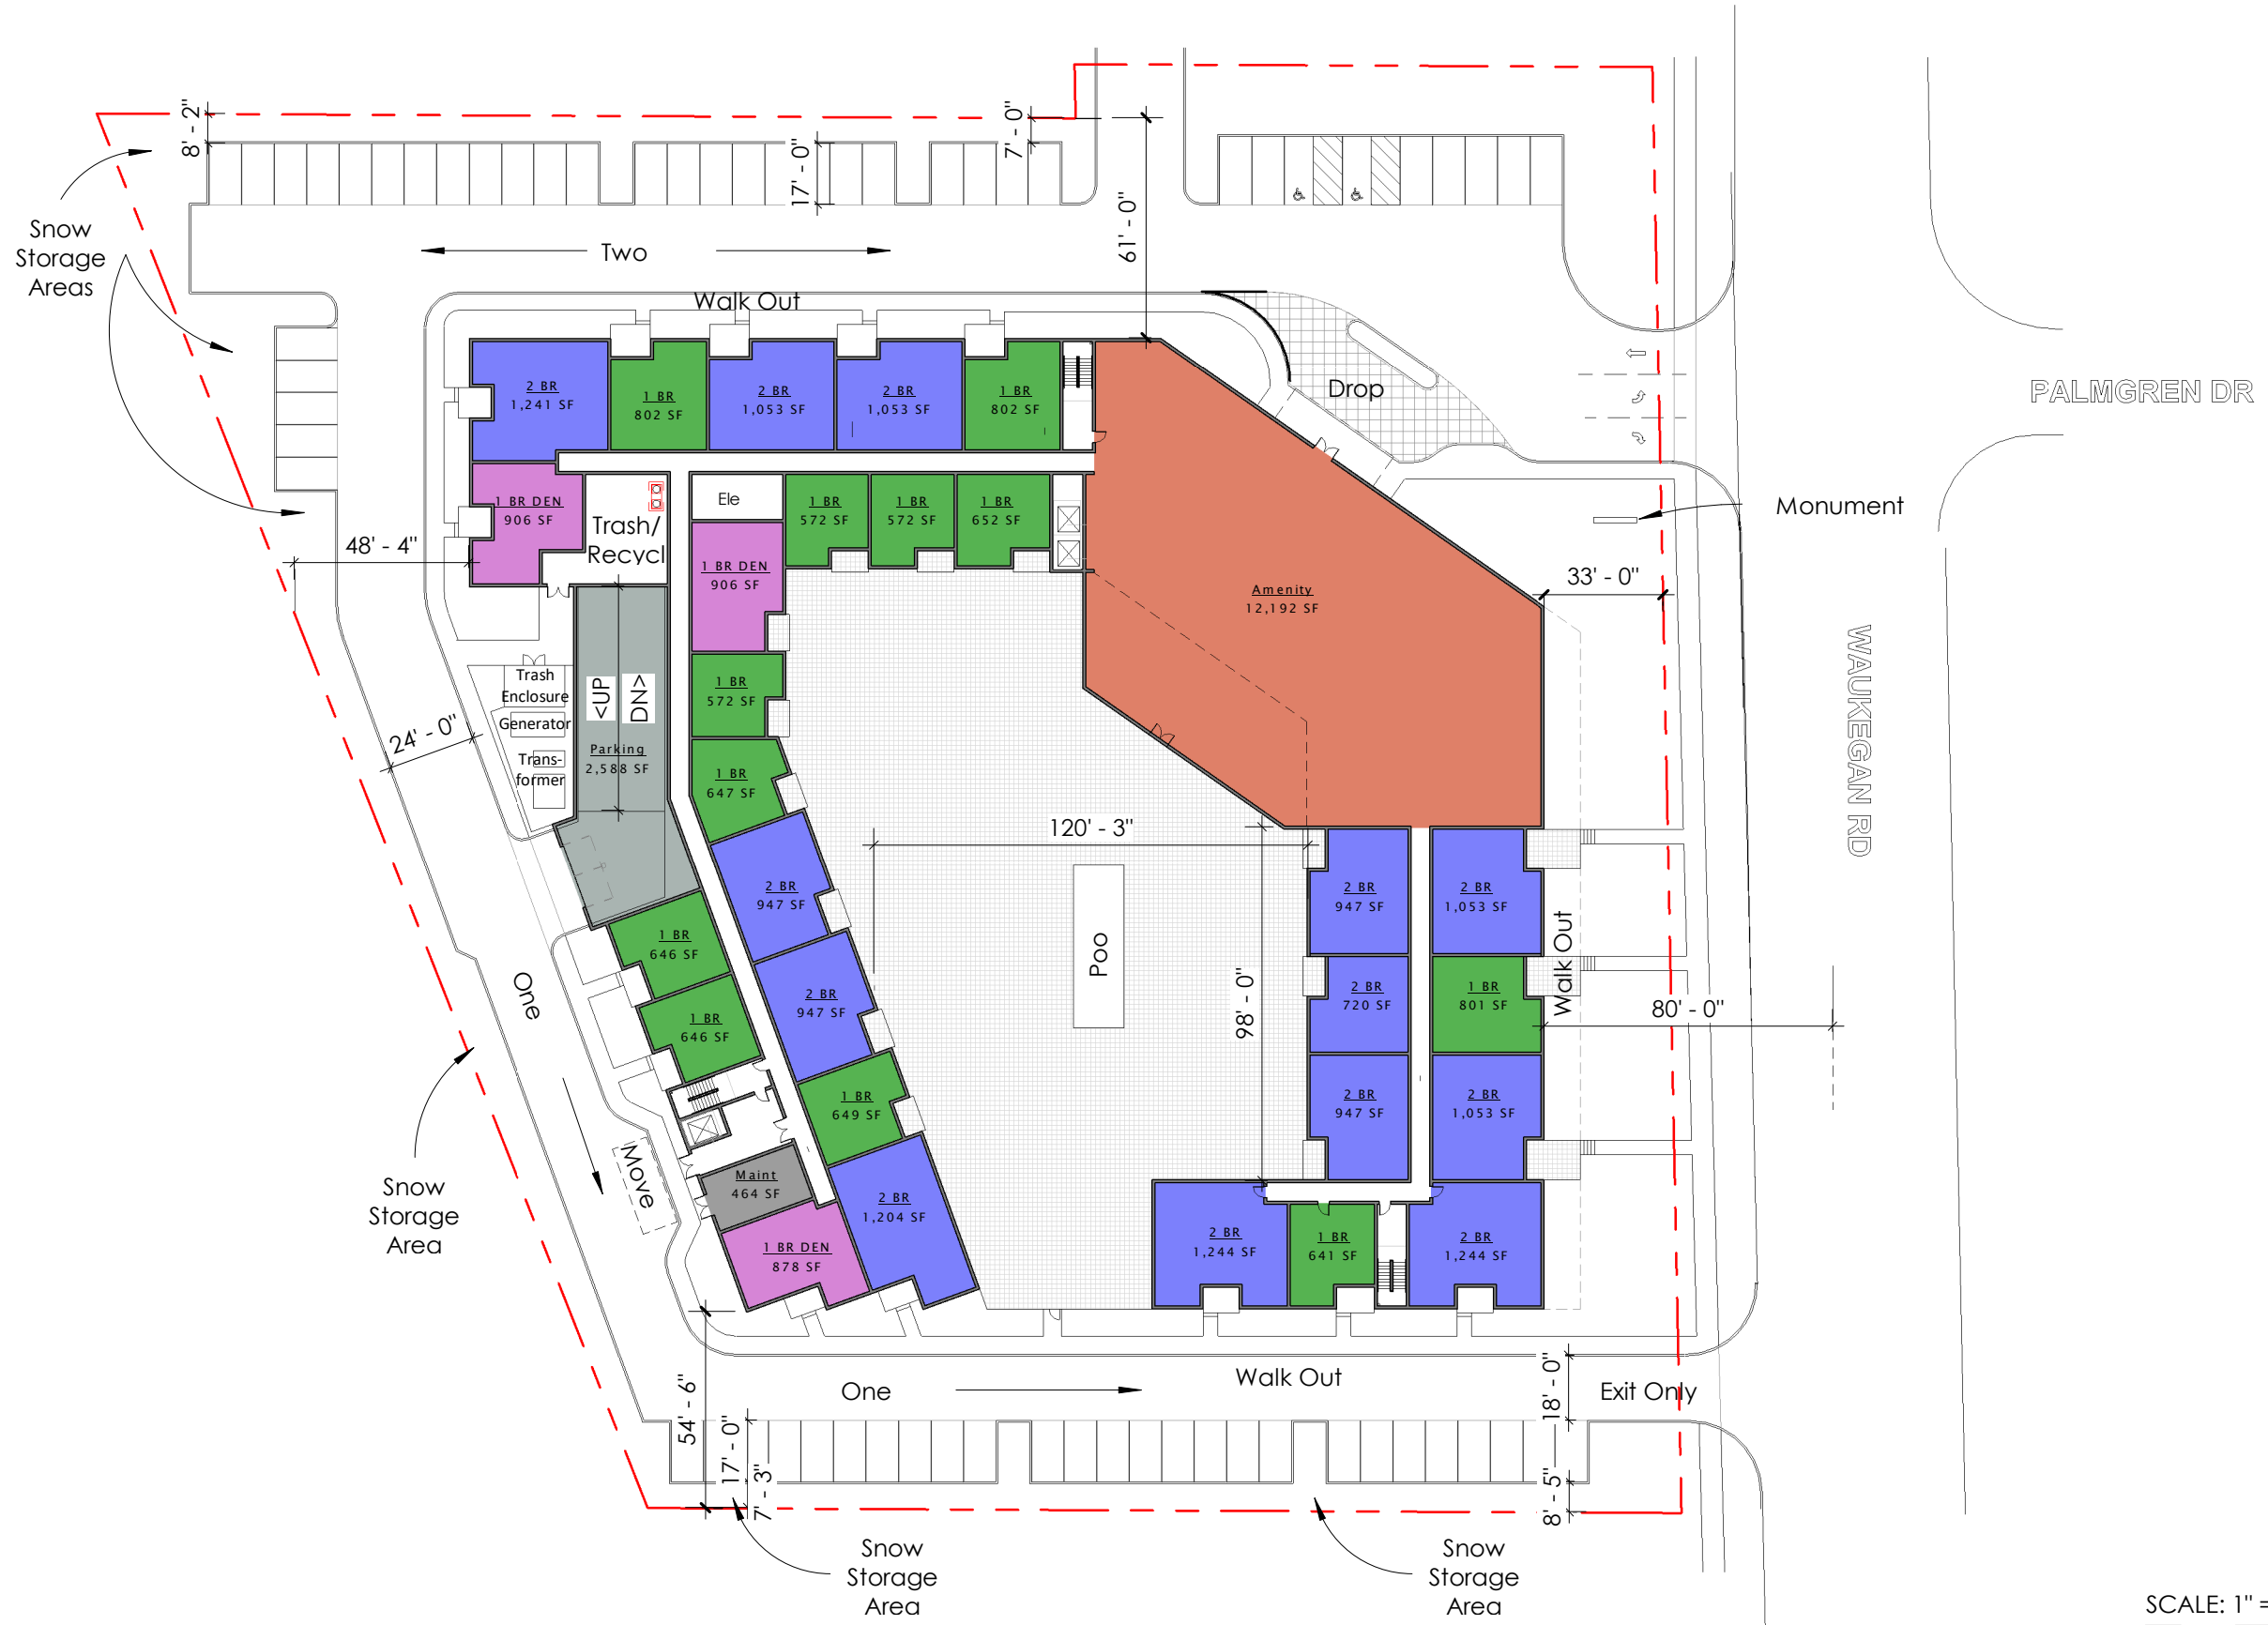 8' - 2"
7' - 0"
17' - 0"
61' - 0"
Snow
Storage
Areas
Two
Walk Out
2 BR
1,241 SF
1 BR
802 SF
2 BR
1,053 SF
2 BR
1,053 SF
1 BR
802 SF
Drop
PALMGREN DR
1 BR DEN
906 SF
Trash/
Recycl
Ele
1 BR
572 SF
1 BR
572 SF
1 BR
652 SF
Monument
48' - 4"
1 BR DEN
906 SF
Amenity
12,192 SF
33' - 0"
WAUKEGAN RD
Trash
Enclosure
Generator
Trans-
former
<UP
DN>
Parking
2,588 SF
24' - 0"
1 BR
572 SF
1 BR
647 SF
120' - 3"
2 BR
947 SF
2 BR
947 SF
2 BR
1,053 SF
Walk Out
1 BR
646 SF
Poo
One
2 BR
947 SF
2 BR
720 SF
1 BR
801 SF
80' - 0"
98' - 0"
1 BR
646 SF
1 BR
649 SF
2 BR
947 SF
2 BR
1,053 SF
Move
Maint
464 SF
Snow
Storage
Area
2 BR
1,204 SF
1 BR DEN
878 SF
2 BR
1,244 SF
1 BR
641 SF
2 BR
1,244 SF
54' - 6"
17' - 0"
7' - 3"
One
Walk Out
18' - 0"
Exit Only
8' - 5"
Snow
Storage
Area
Snow
Storage
Area
SCALE: 1" =